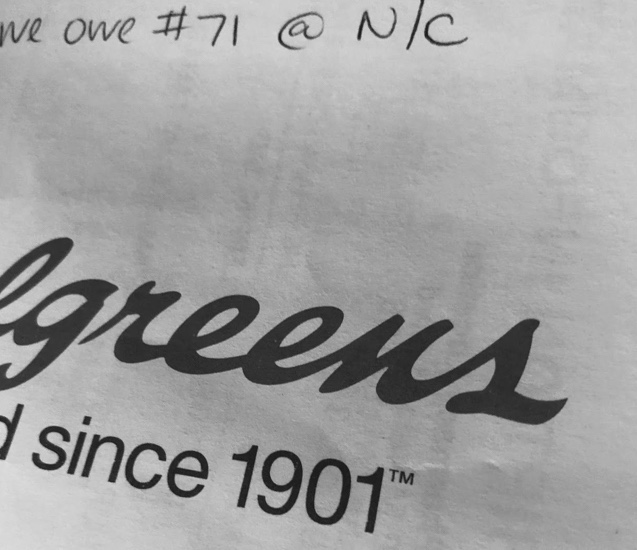 we owe #71 @ N/C
lgreens
d since 1901™